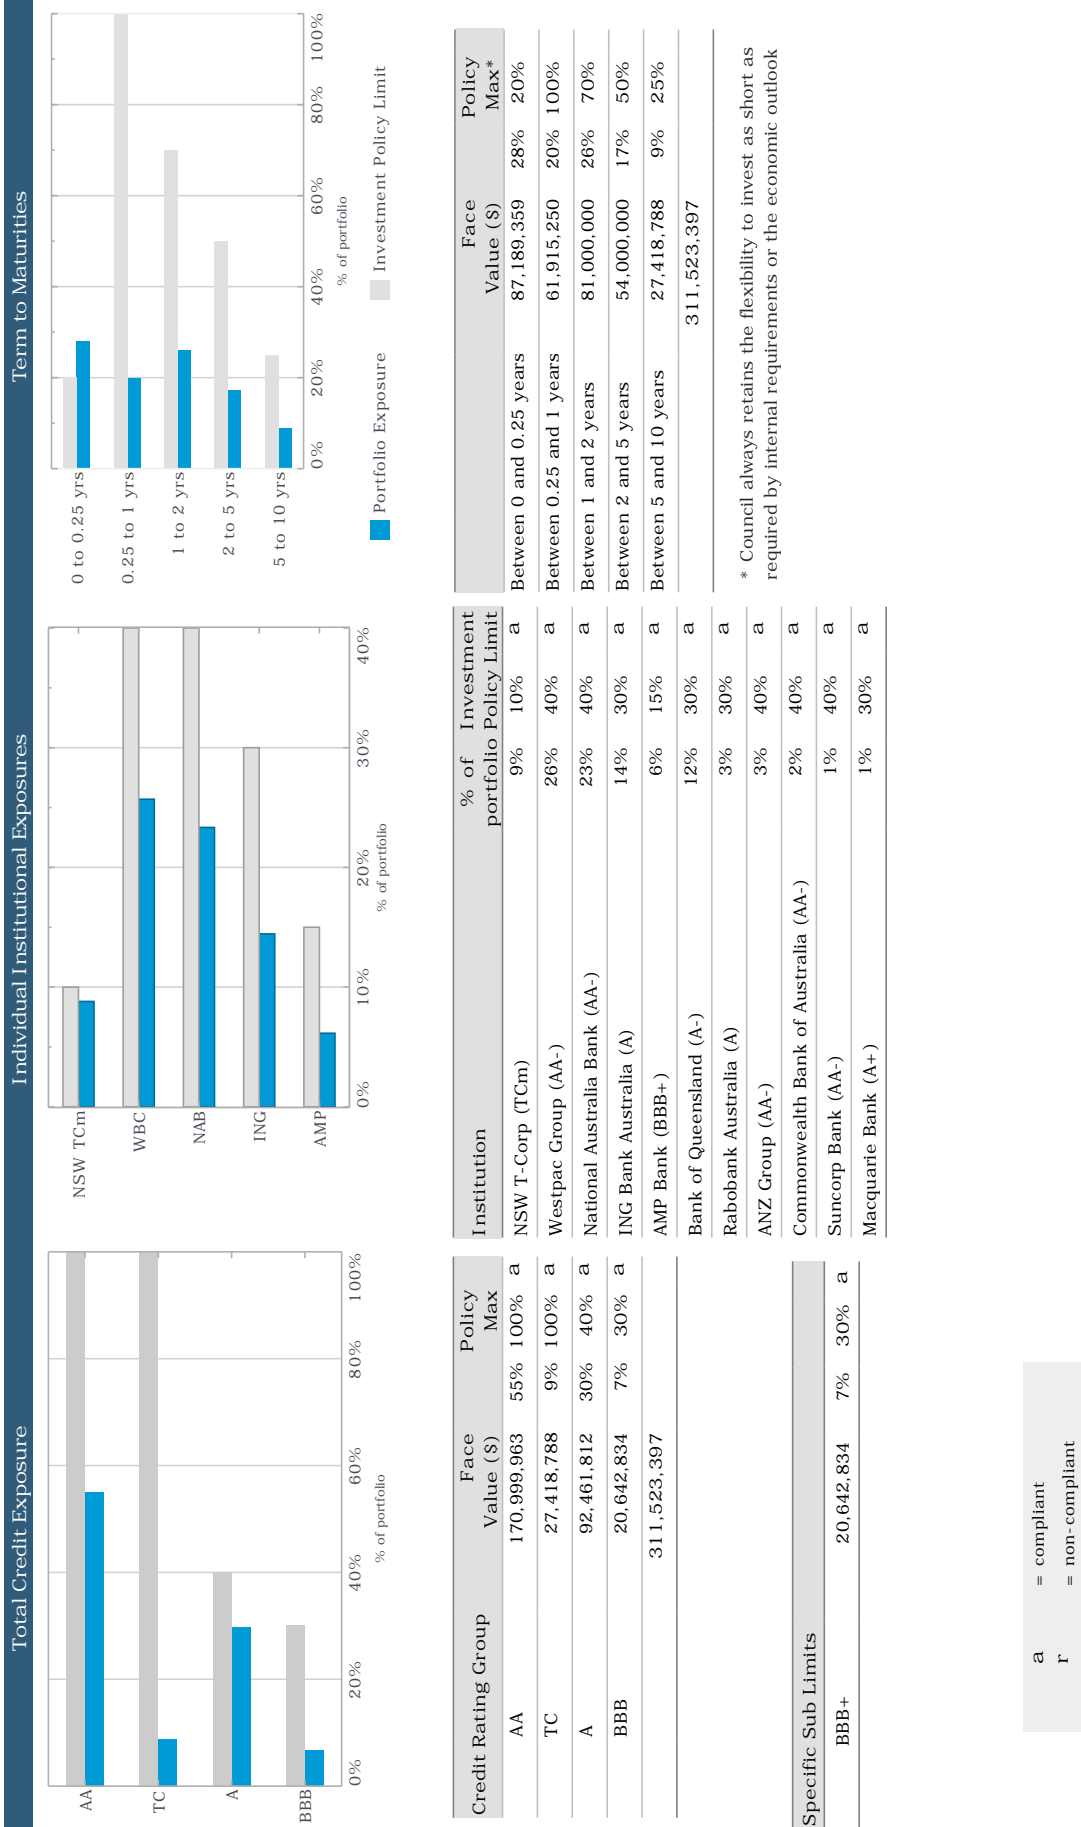 Total Credit Exposure
AA
TC
A
BBB
0%
20%
40%
60%
80%
100%
% of portfolio
Individual Institutional Exposures
NSW TCm
WBC
NAB
ING
AMP
0%
10%
20%
30%
40%
% of portfolio
Term to Maturities
0 to 0.25 yrs
0.25 to 1 yrs
1 to 2 yrs
2 to 5 yrs
5 to 10 yrs
0%
20%
40%
60%
80%
100%
% of portfolio
Portfolio Exposure
Investment Policy Limit
Credit Rating Group Face Value ($) Policy Max
AA 170,999,963 55% 100% a
TC 27,418,788 9% 100% a
A 92,461,812 30% 40% a
BBB 20,642,834 7% 30% a
311,523,397
Specific Sub Limits
BBB+ 20,642,834 7% 30% a
Institution % of portfolio Investment Policy Limit
NSW T-Corp (TCm) 9% 10% a
Westpac Group (AA-) 26% 40% a
National Australia Bank (AA-) 23% 40% a
ING Bank Australia (A) 14% 30% a
AMP Bank (BBB+) 6% 15% a
Bank of Queensland (A-) 12% 30% a
Rabobank Australia (A) 3% 30% a
ANZ Group (AA-) 3% 40% a
Commonwealth Bank of Australia (AA-) 2% 40% a
Suncorp Bank (AA-) 1% 40% a
Macquarie Bank (A+) 1% 30% a
Face Value ($) Policy Max*
Between 0 and 0.25 years 87,189,359 28% 20%
Between 0.25 and 1 years 61,915,250 20% 100%
Between 1 and 2 years 81,000,000 26% 70%
Between 2 and 5 years 54,000,000 17% 50%
Between 5 and 10 years 27,418,788 9% 25%
311,523,397
* Council always retains the flexibility to invest as short as
required by internal requirements or the economic outlook
a = compliant
r = non-compliant